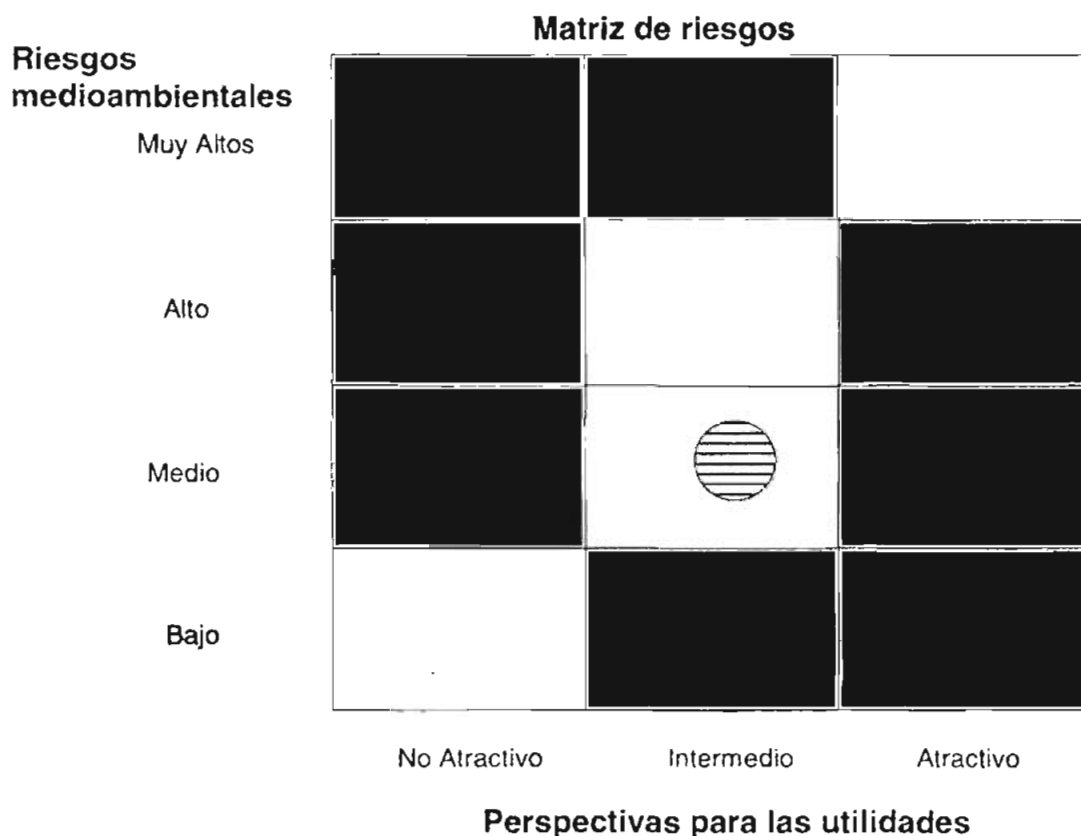 Matriz de riesgos
Riesgos
medioambientales
Muy Altos
Alto
Medio
Bajo
No Atractivo
Intermedio
Atractivo
Perspectivas para las utilidades